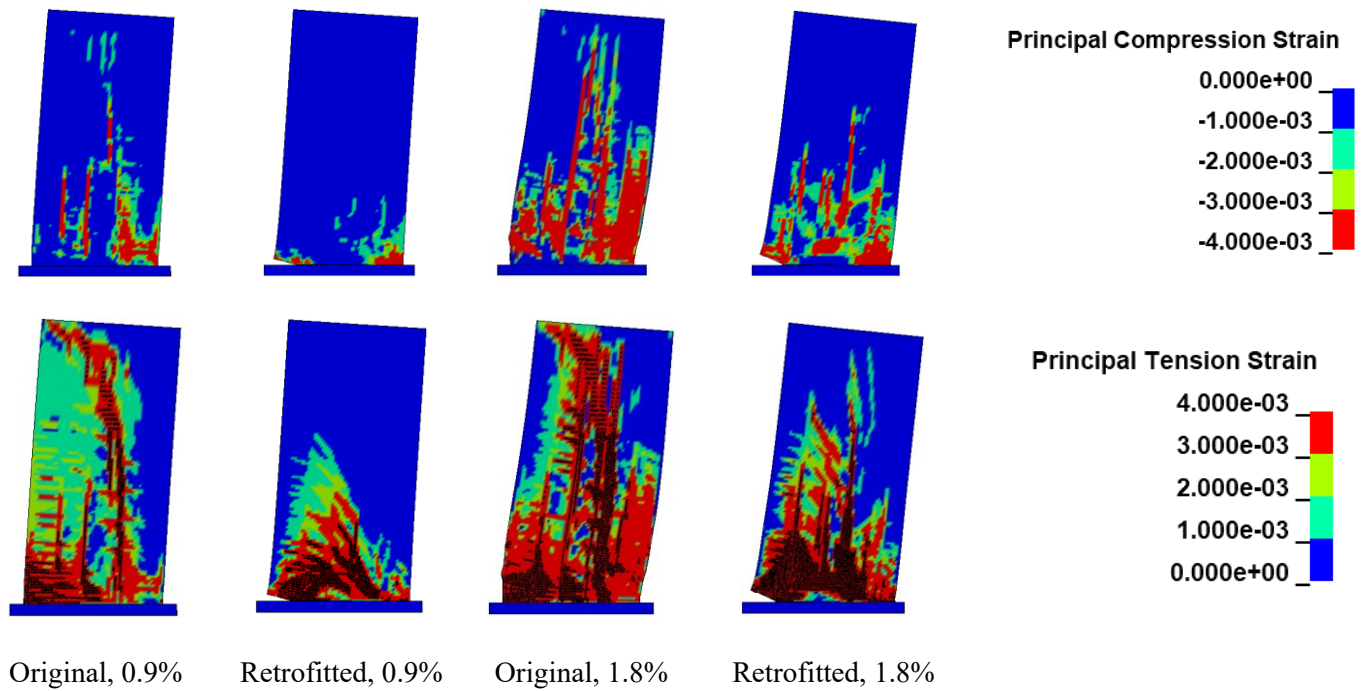 Principal Compression Strain
0.000e+00
-1.000e-03
-2.000e-03
-3.000e-03
-4.000e-03
Principal Tension Strain
4.000e-03
3.000e-03
2.000e-03
1.000e-03
0.000e+00
Original, 0.9%
Retrofitted, 0.9%
Original, 1.8%
Retrofitted, 1.8%